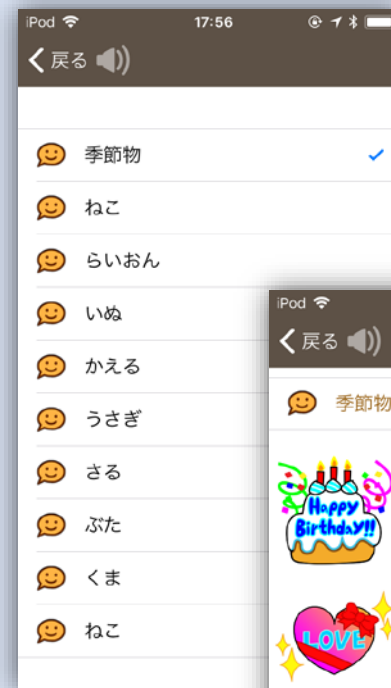 iPod 17:56
戻る
季節物
ねこ
らいおん
いぬ
かえる
うさぎ
さる
ぶた
くま
ねこ
iPod
戻る
季節物
Happy
Birthday!!
LOVE